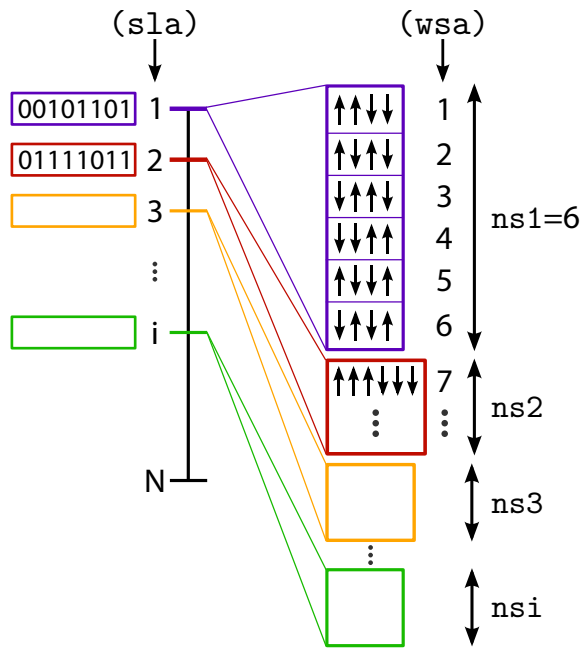 (sla) (wsa)
00101101 1 ↑↑↓↓ 1
01111011 2 ↑↓↑↓ 2
3 ↓↑↑↓ 3
↓↓↑↑ 4
⋮ ↑↓↓↑ 5
i ↓↑↓↑ 6
ns1=6
↑↑↑↓↓↓ 7
⋮ ⋮
ns2
N
ns3
⋮
nsi